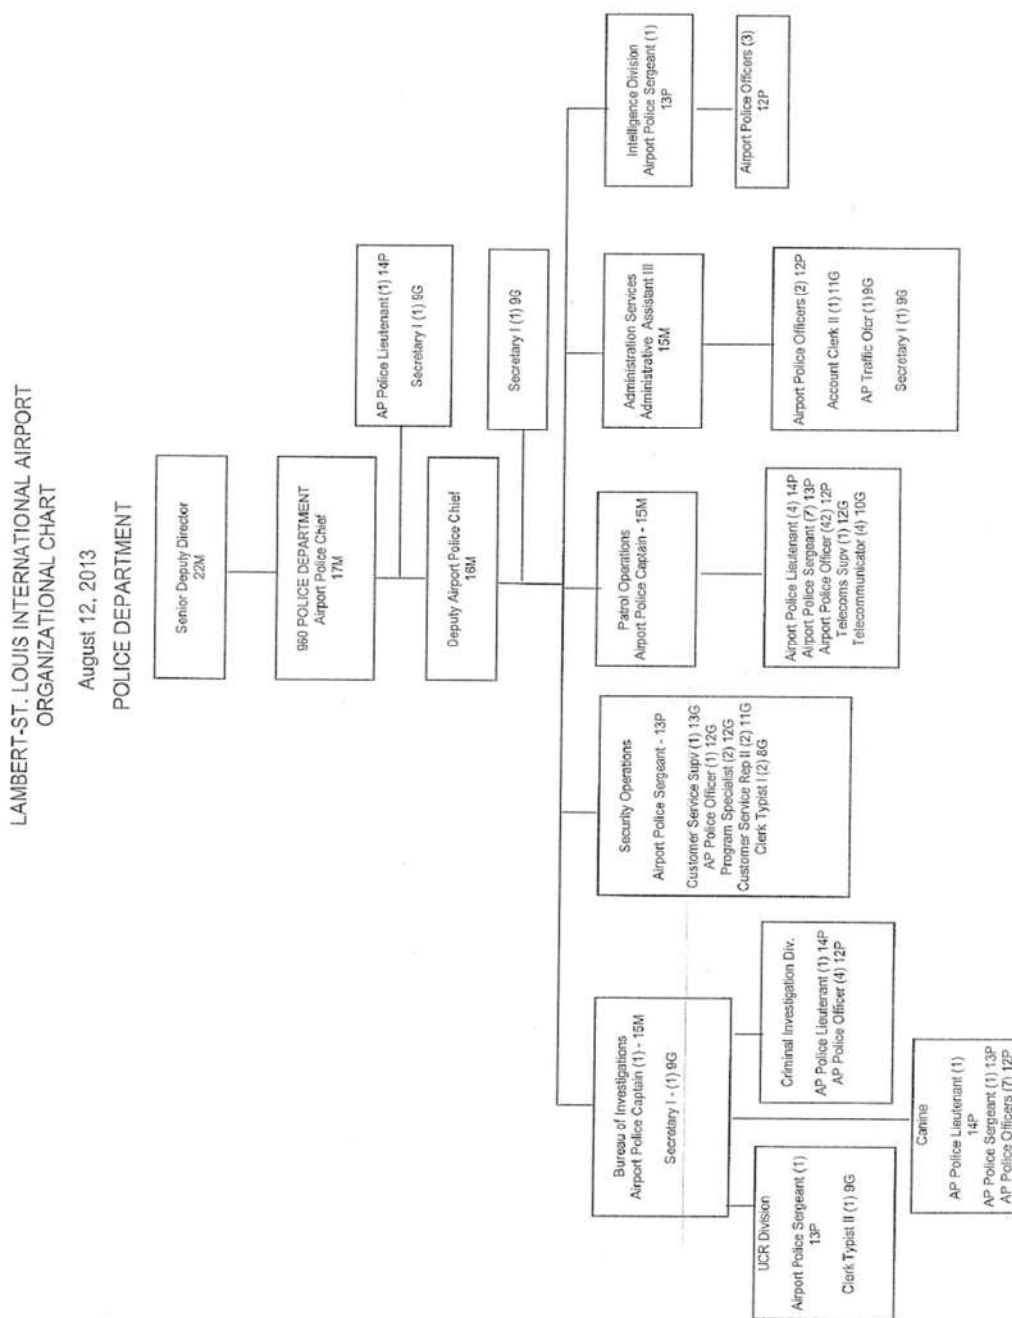 LAMBERT-ST. LOUIS INTERNATIONAL AIRPORT
ORGANIZATIONAL CHART
August 12, 2013
POLICE DEPARTMENT
Senior Deputy Director
22M
960 POLICE DEPARTMENT
Airport Police Chief
17M
AP Police Lieutenant (1) 14P
Secretary I (1) 9G
Deputy Airport Police Chief
16M
Secretary I (1) 9G
Bureau of Investigations
Airport Police Captain (1) - 15M
Secretary I - (1) 9G
Security Operations
Airport Police Sergeant - 13P
Customer Service Supv (1) 13G
AP Police Officer (1) 12G
Program Specialist (2) 12G
Customer Service Rep II (2) 11G
Clerk Typist I (2) 8G
Patrol Operations
Airport Police Captain - 15M
Administration Services
Administrative Assistant III
15M
Intelligence Division
Airport Police Sergeant (1)
13P
UCR Division
Airport Police Sergeant (1)
13P
Clerk Typist II (1) 9G
Criminal Investigation Div.
AP Police Lieutenant (1) 14P
AP Police Officer (4) 12P
Airport Police Lieutenant (4) 14P
Airport Police Sergeant (7) 13P
Airport Police Officer (42) 12P
Telecoms Supv (1) 12G
Telecommunicator (4) 10G
Airport Police Officers (2) 12P
Account Clerk II (1) 11G
AP Traffic Ofcr (1) 9G
Secretary I (1) 9G
Airport Police Officers (3)
12P
Canine
AP Police Lieutenant (1)
14P
AP Police Sergeant (1) 13P
AP Police Officers (7) 12P